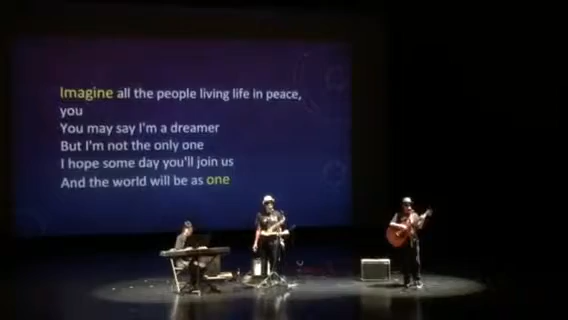 Imagine all the people living life in peace,
you
You may say I'm a dreamer
But I'm not the only one
I hope some day you'll join us
And the world will be as one